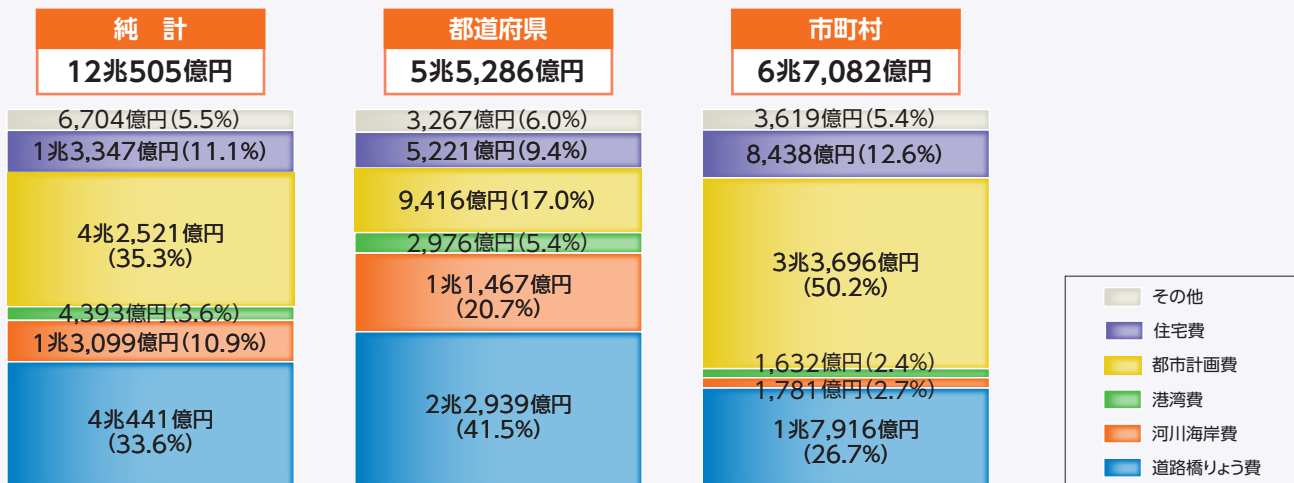 純 計
12兆505億円
6,704億円(5.5%)
1兆3,347億円(11.1%)
4兆2,521億円
(35.3%)
4,393億円(3.6%)
1兆3,099億円(10.9%)
4兆441億円
(33.6%)
都道府県
5兆5,286億円
3,267億円(6.0%)
5,221億円(9.4%)
9,416億円(17.0%)
2,976億円(5.4%)
1兆1,467億円
(20.7%)
2兆2,939億円
(41.5%)
市町村
6兆7,082億円
3,619億円(5.4%)
8,438億円(12.6%)
3兆3,696億円
(50.2%)
1,632億円(2.4%)
1,781億円(2.7%)
1兆7,916億円
(26.7%)
その他
住宅費
都市計画費
港湾費
河川海岸費
道路橋りょう費